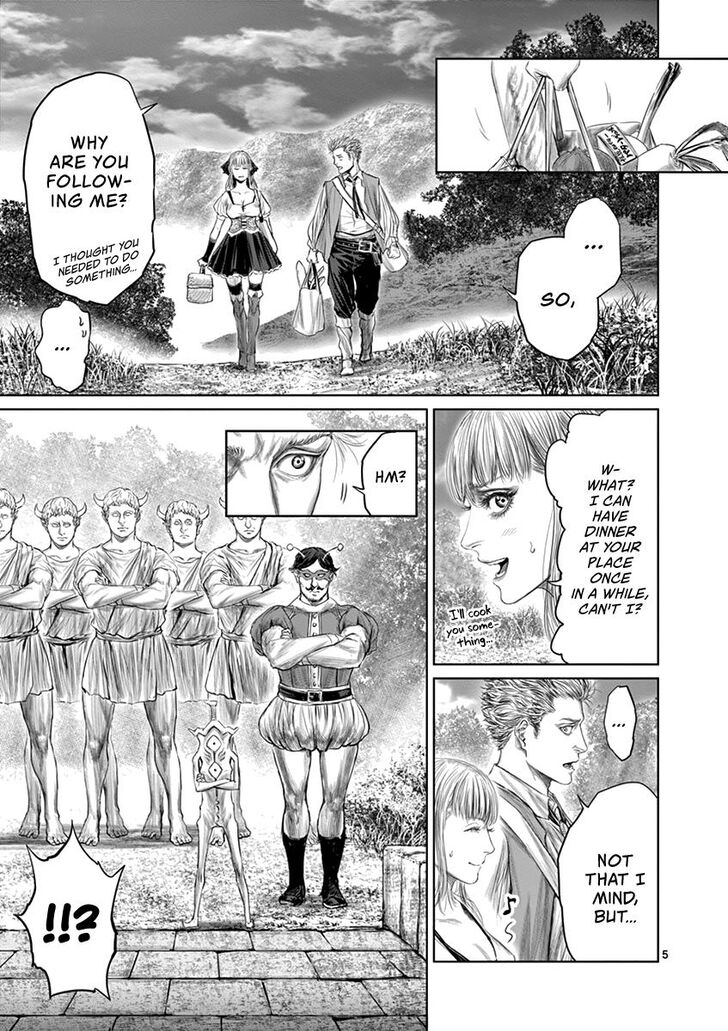 ...
SO,
WHY
ARE YOU
FOLLOW-
ING ME?
I THOUGHT YOU
NEEDED TO DO
SOMETHING...
...
W-
WHAT?
I CAN
HAVE
DINNER
AT YOUR
PLACE
ONCE
IN A WHILE,
CAN'T I?
I'll cook
you some-
thing...
...
NOT
THAT I
MIND,
BUT...
HM?
!!?
5